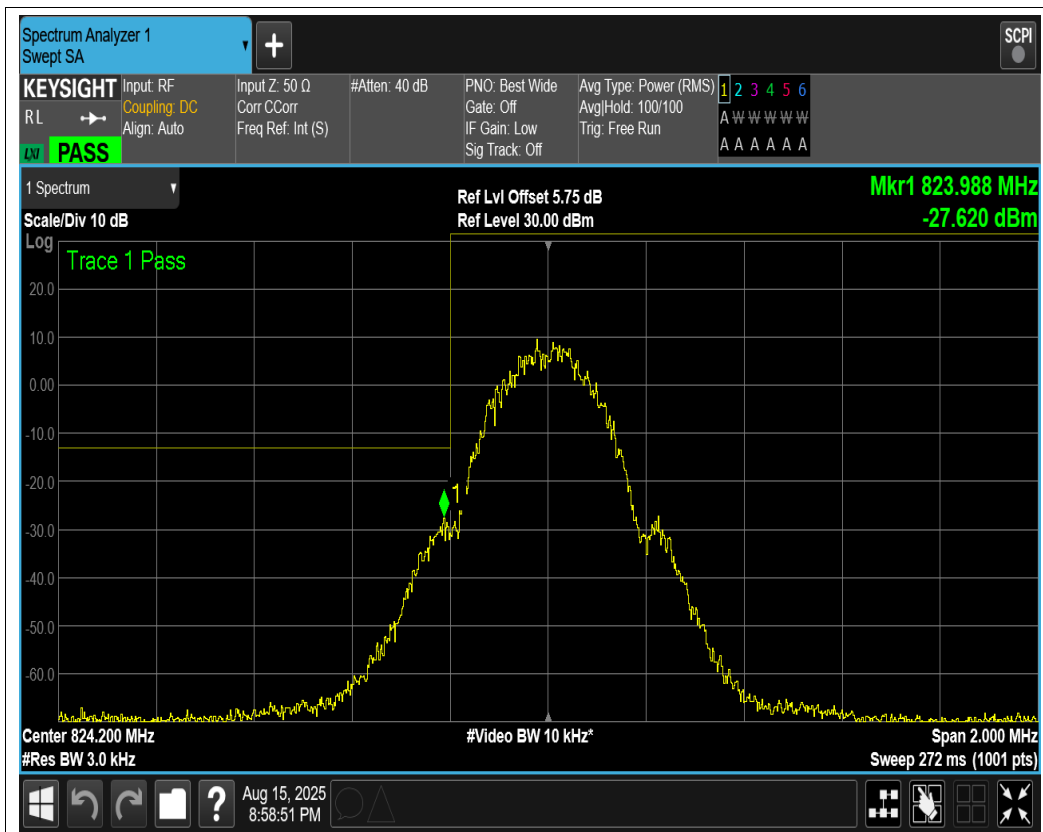 Spectrum Analyzer 1
Swept SA
+
SCPI
KEYSIGHT
RL
LXI PASS
Input: RF
Coupling: DC
Align: Auto
Input Z: 50 Ω
Corr CCorr
Freq Ref: Int (S)
#Atten: 40 dB
PNO: Best Wide
Gate: Off
IF Gain: Low
Sig Track: Off
Avg Type: Power (RMS)
Avg|Hold: 100/100
Trig: Free Run
1 2 3 4 5 6
A W W W W W
A A A A A A
1 Spectrum
Scale/Div 10 dB
Ref Lvl Offset 5.75 dB
Ref Level 30.00 dBm
Mkr1 823.988 MHz
-27.620 dBm
Log
Trace 1 Pass
20.0
10.0
0.00
-10.0
-20.0
1
-30.0
-40.0
-50.0
-60.0
Center 824.200 MHz
#Video BW 10 kHz*
Span 2.000 MHz
#Res BW 3.0 kHz
Sweep 272 ms (1001 pts)
?
Aug 15, 2025
8:58:51 PM